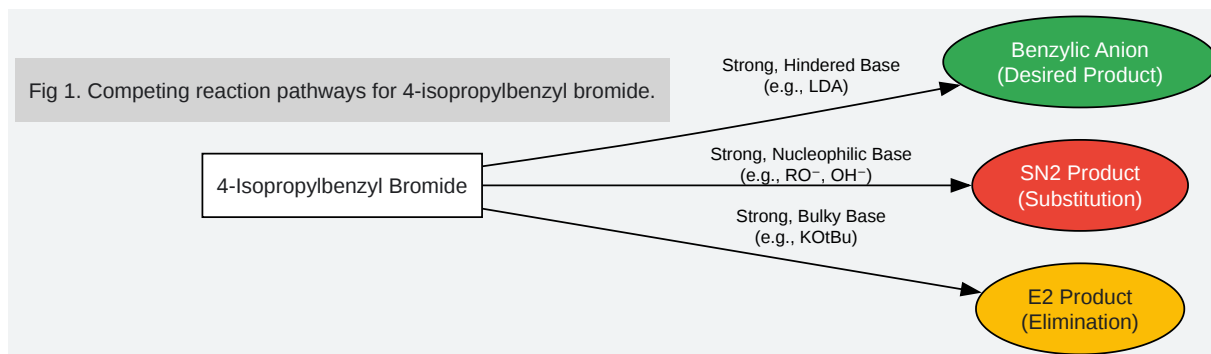 Fig 1. Competing reaction pathways for 4-isopropylbenzyl bromide.
4-Isopropylbenzyl Bromide
Strong, Hindered Base
(e.g., LDA)
Benzylic Anion
(Desired Product)
Strong, Nucleophilic Base
(e.g., RO⁻, OH⁻)
SN2 Product
(Substitution)
Strong, Bulky Base
(e.g., KOtBu)
E2 Product
(Elimination)